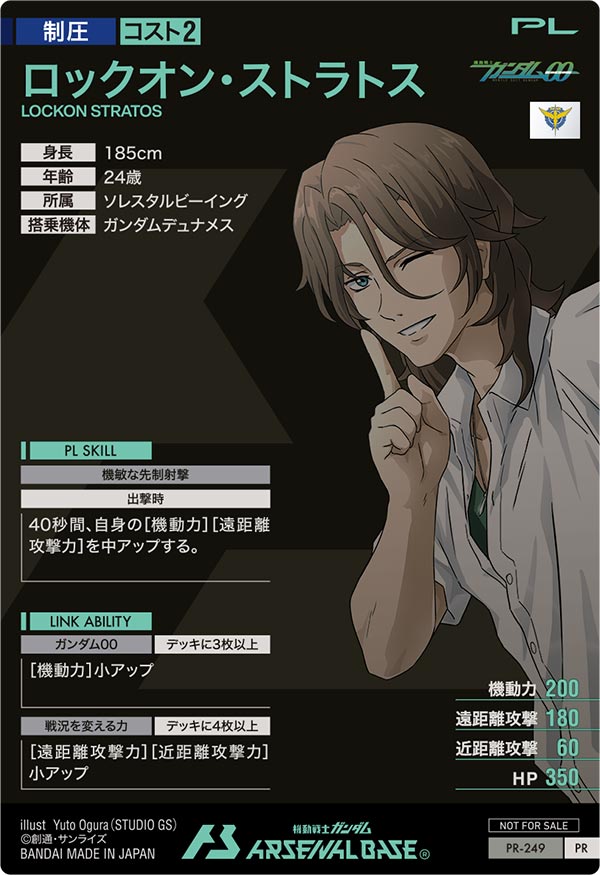 制圧 コスト2 PL
ロックオン・ストラトス
LOCKON STRATOS
機動戦士ガンダム00
身長 185cm
年齢 24歳
所属 ソレスタルビーイング
搭乗機体 ガンダムデュナメス
PL SKILL
機敏な先制射撃
出撃時
40秒間、自身の[機動力][遠距離
攻撃力]を中アップする。
LINK ABILITY
ガンダム00 デッキに3枚以上
[機動力]小アップ
戦況を変える力 デッキに4枚以上
[遠距離攻撃力][近距離攻撃力]
小アップ
機動力 200
遠距離攻撃 180
近距離攻撃 60
HP 350
illust Yuto Ogura(STUDIO GS)
©創通・サンライズ
BANDAI MADE IN JAPAN
機動戦士ガンダム
ARSENAL BASE®
NOT FOR SALE
PR-249 PR